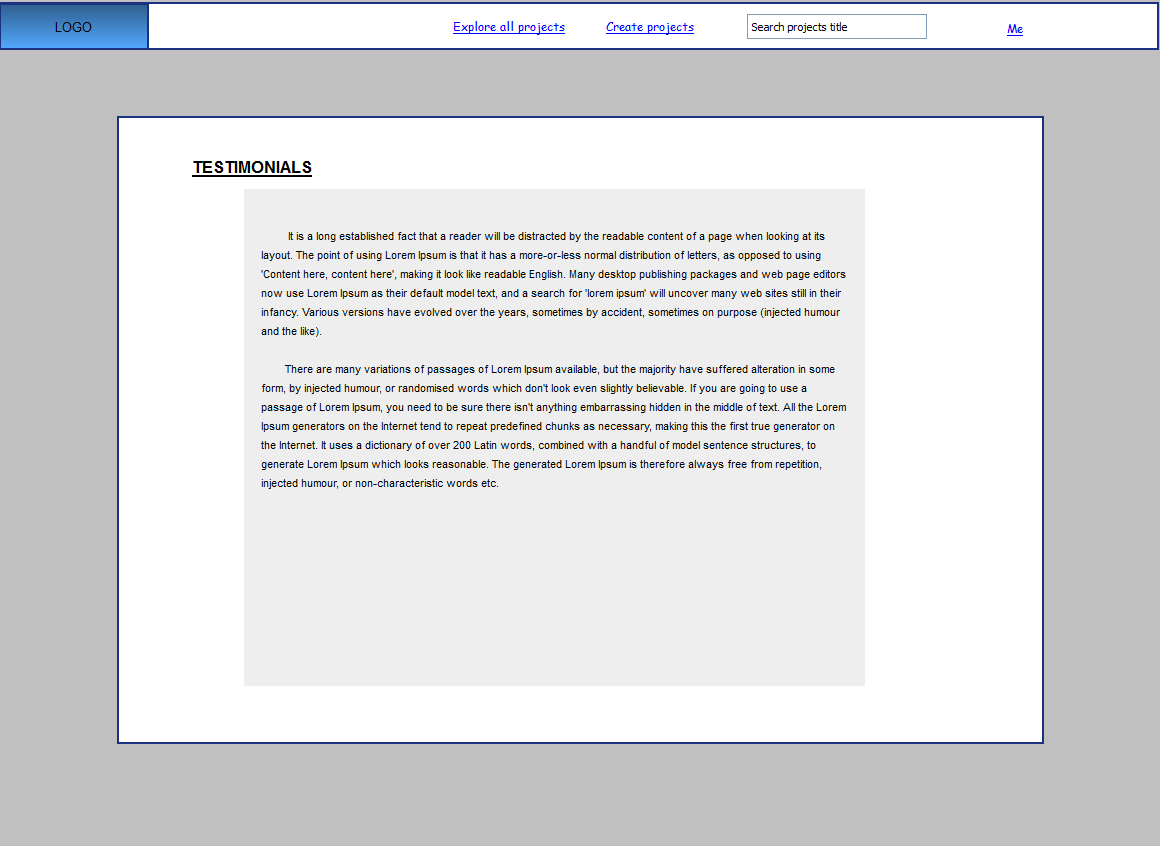 LOGO
Explore all projects
Create projects
Search projects title
Me
TESTIMONIALS
It is a long established fact that a reader will be distracted by the readable content of a page when looking at its
layout. The point of using Lorem Ipsum is that it has a more-or-less normal distribution of letters, as opposed to using
'Content here, content here', making it look like readable English. Many desktop publishing packages and web page editors
now use Lorem Ipsum as their default model text, and a search for 'lorem ipsum' will uncover many web sites still in their
infancy. Various versions have evolved over the years, sometimes by accident, sometimes on purpose (injected humour
and the like).
There are many variations of passages of Lorem Ipsum available, but the majority have suffered alteration in some
form, by injected humour, or randomised words which don't look even slightly believable. If you are going to use a
passage of Lorem Ipsum, you need to be sure there isn't anything embarrassing hidden in the middle of text. All the Lorem
Ipsum generators on the Internet tend to repeat predefined chunks as necessary, making this the first true generator on
the Internet. It uses a dictionary of over 200 Latin words, combined with a handful of model sentence structures, to
generate Lorem Ipsum which looks reasonable. The generated Lorem Ipsum is therefore always free from repetition,
injected humour, or non-characteristic words etc.